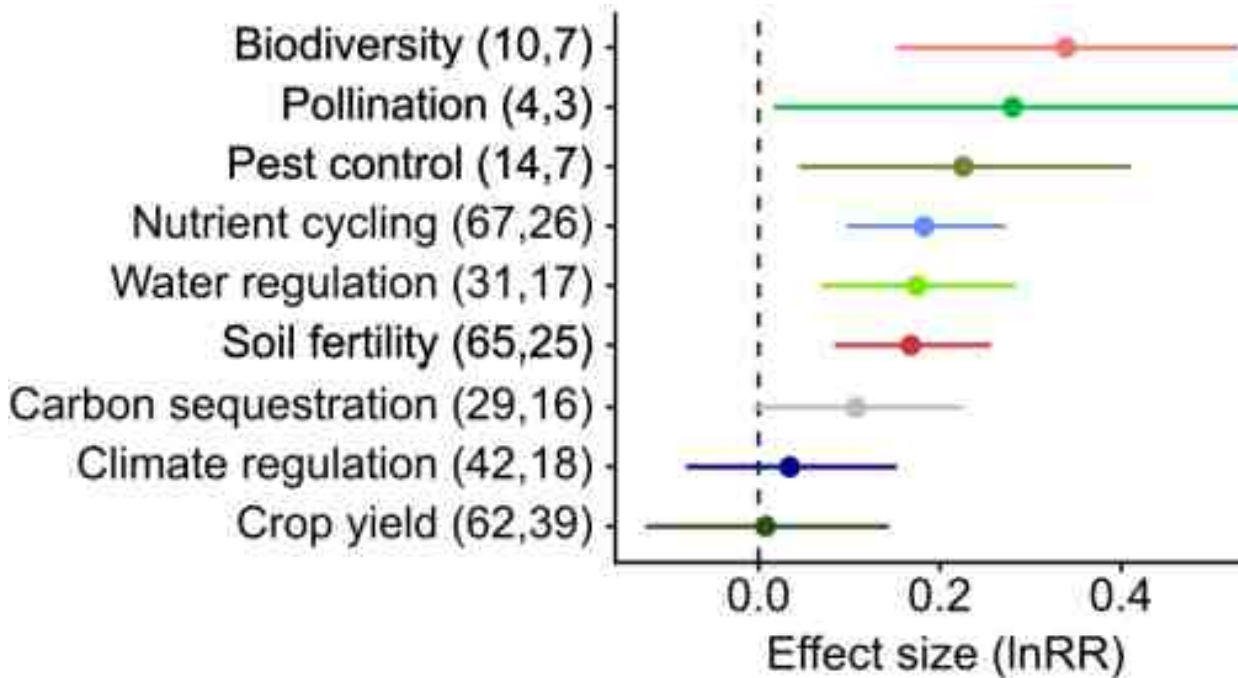 Biodiversity (10,7)
Pollination (4,3)
Pest control (14,7)
Nutrient cycling (67,26)
Water regulation (31,17)
Soil fertility (65,25)
Carbon sequestration (29,16)
Climate regulation (42,18)
Crop yield (62,39)
0.0 0.2 0.4
Effect size (lnRR)